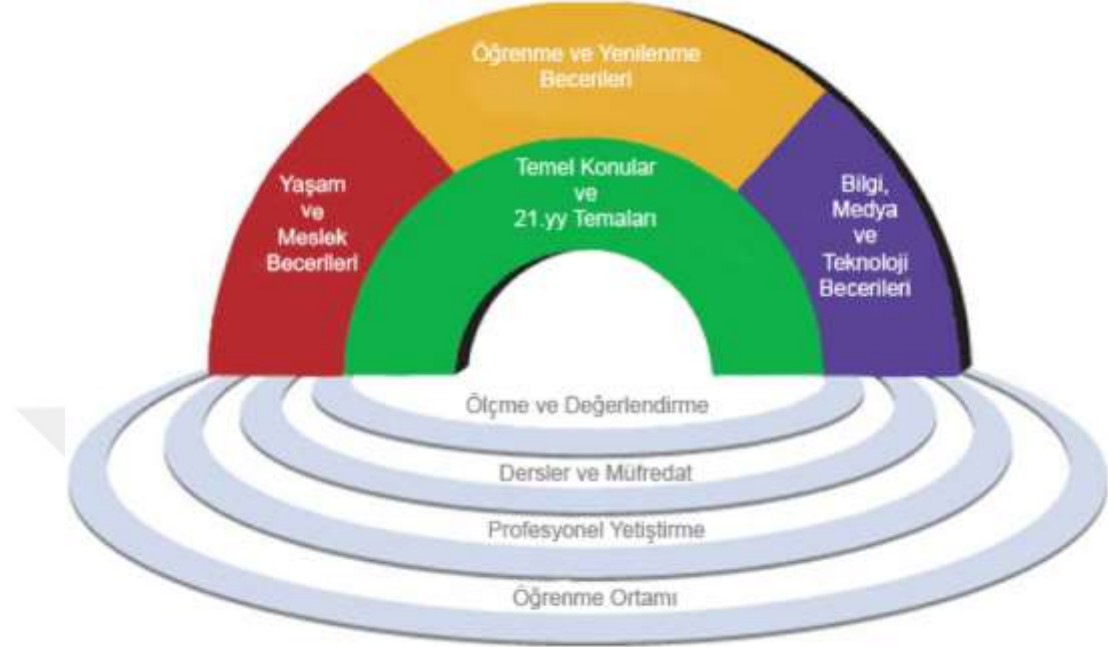 Öğrenme ve Yenilenme
Becerileri
Yaşam
ve
Meslek
Becerileri
Temel Konular
ve
21.yy Temaları
Bilgi,
Medya
ve
Teknoloji
Becerileri
Ölçme ve Değerlendirme
Dersler ve Müfredat
Profesyonel Yetiştirme
Öğrenme Ortamı